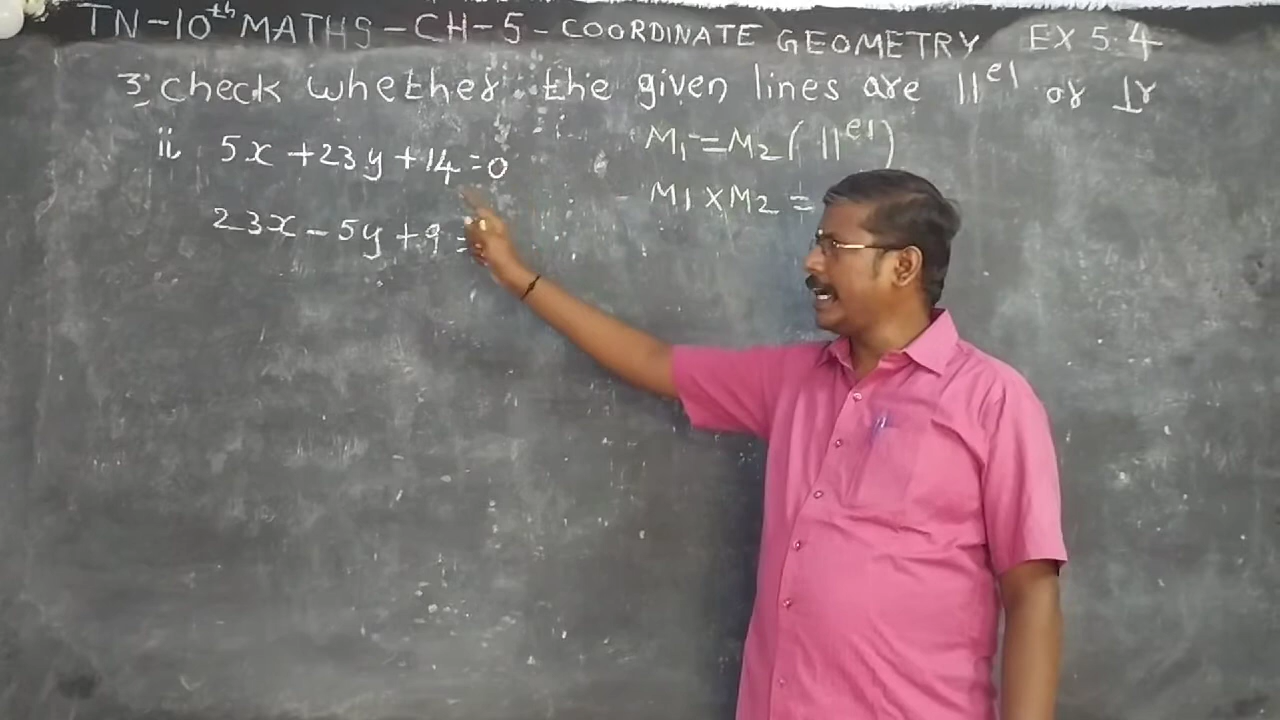 TN-10th MATHS - CH-5 - COORDINATE GEOMETRY EX 5.4
3, check whether the given lines are ||el or ⊥r
ii, 5x + 23y + 14 = 0
M1 = M2 ( ||el )
M1 × M2 =
23x - 5y + 9 =